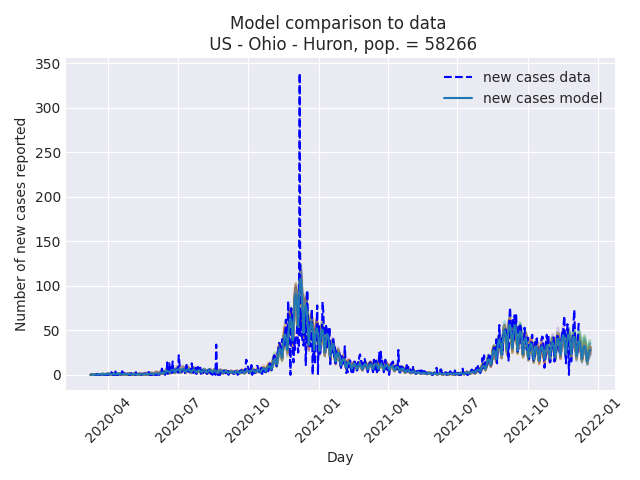 Model comparison to data
US - Ohio - Huron, pop. = 58266
new cases data
new cases model
Number of new cases reported
350
300
250
200
150
100
50
0
2020-04
2020-07
2020-10
2021-01
2021-04
2021-07
2021-10
2022-01
Day